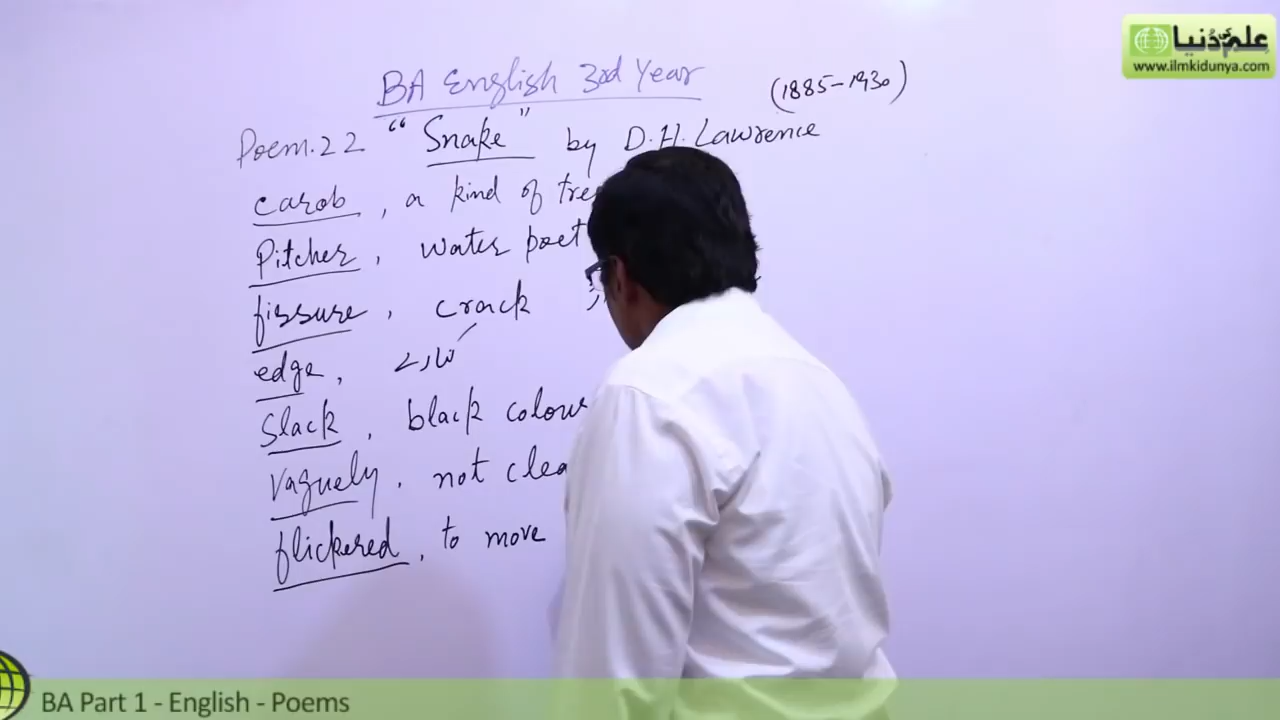 علم کی دنیا
www.ilmkidunya.com
BA English 3rd Year
(1885-1930)
Poem.22 "Snake" by D.H. Lawrence
carob, a kind of tree
Pitcher, water poet
fissure, crack
edge,
Slack, black colour
vaguely, not clea
flickered, to move
BA Part 1 - English - Poems